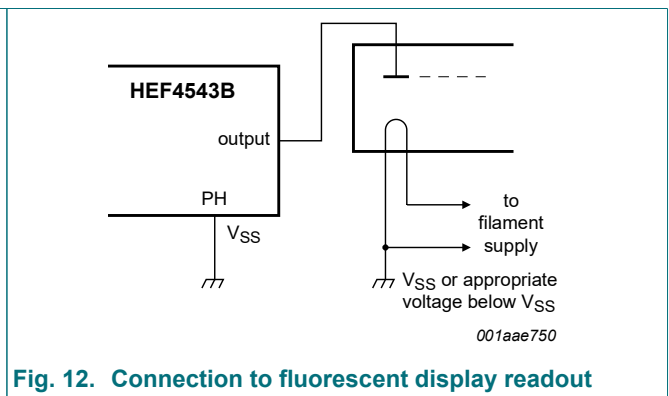 HEF4543B
output
PH
VSS
to
filament
supply
VSS or appropriate
voltage below VSS
001aae750
Fig. 12. Connection to fluorescent display readout